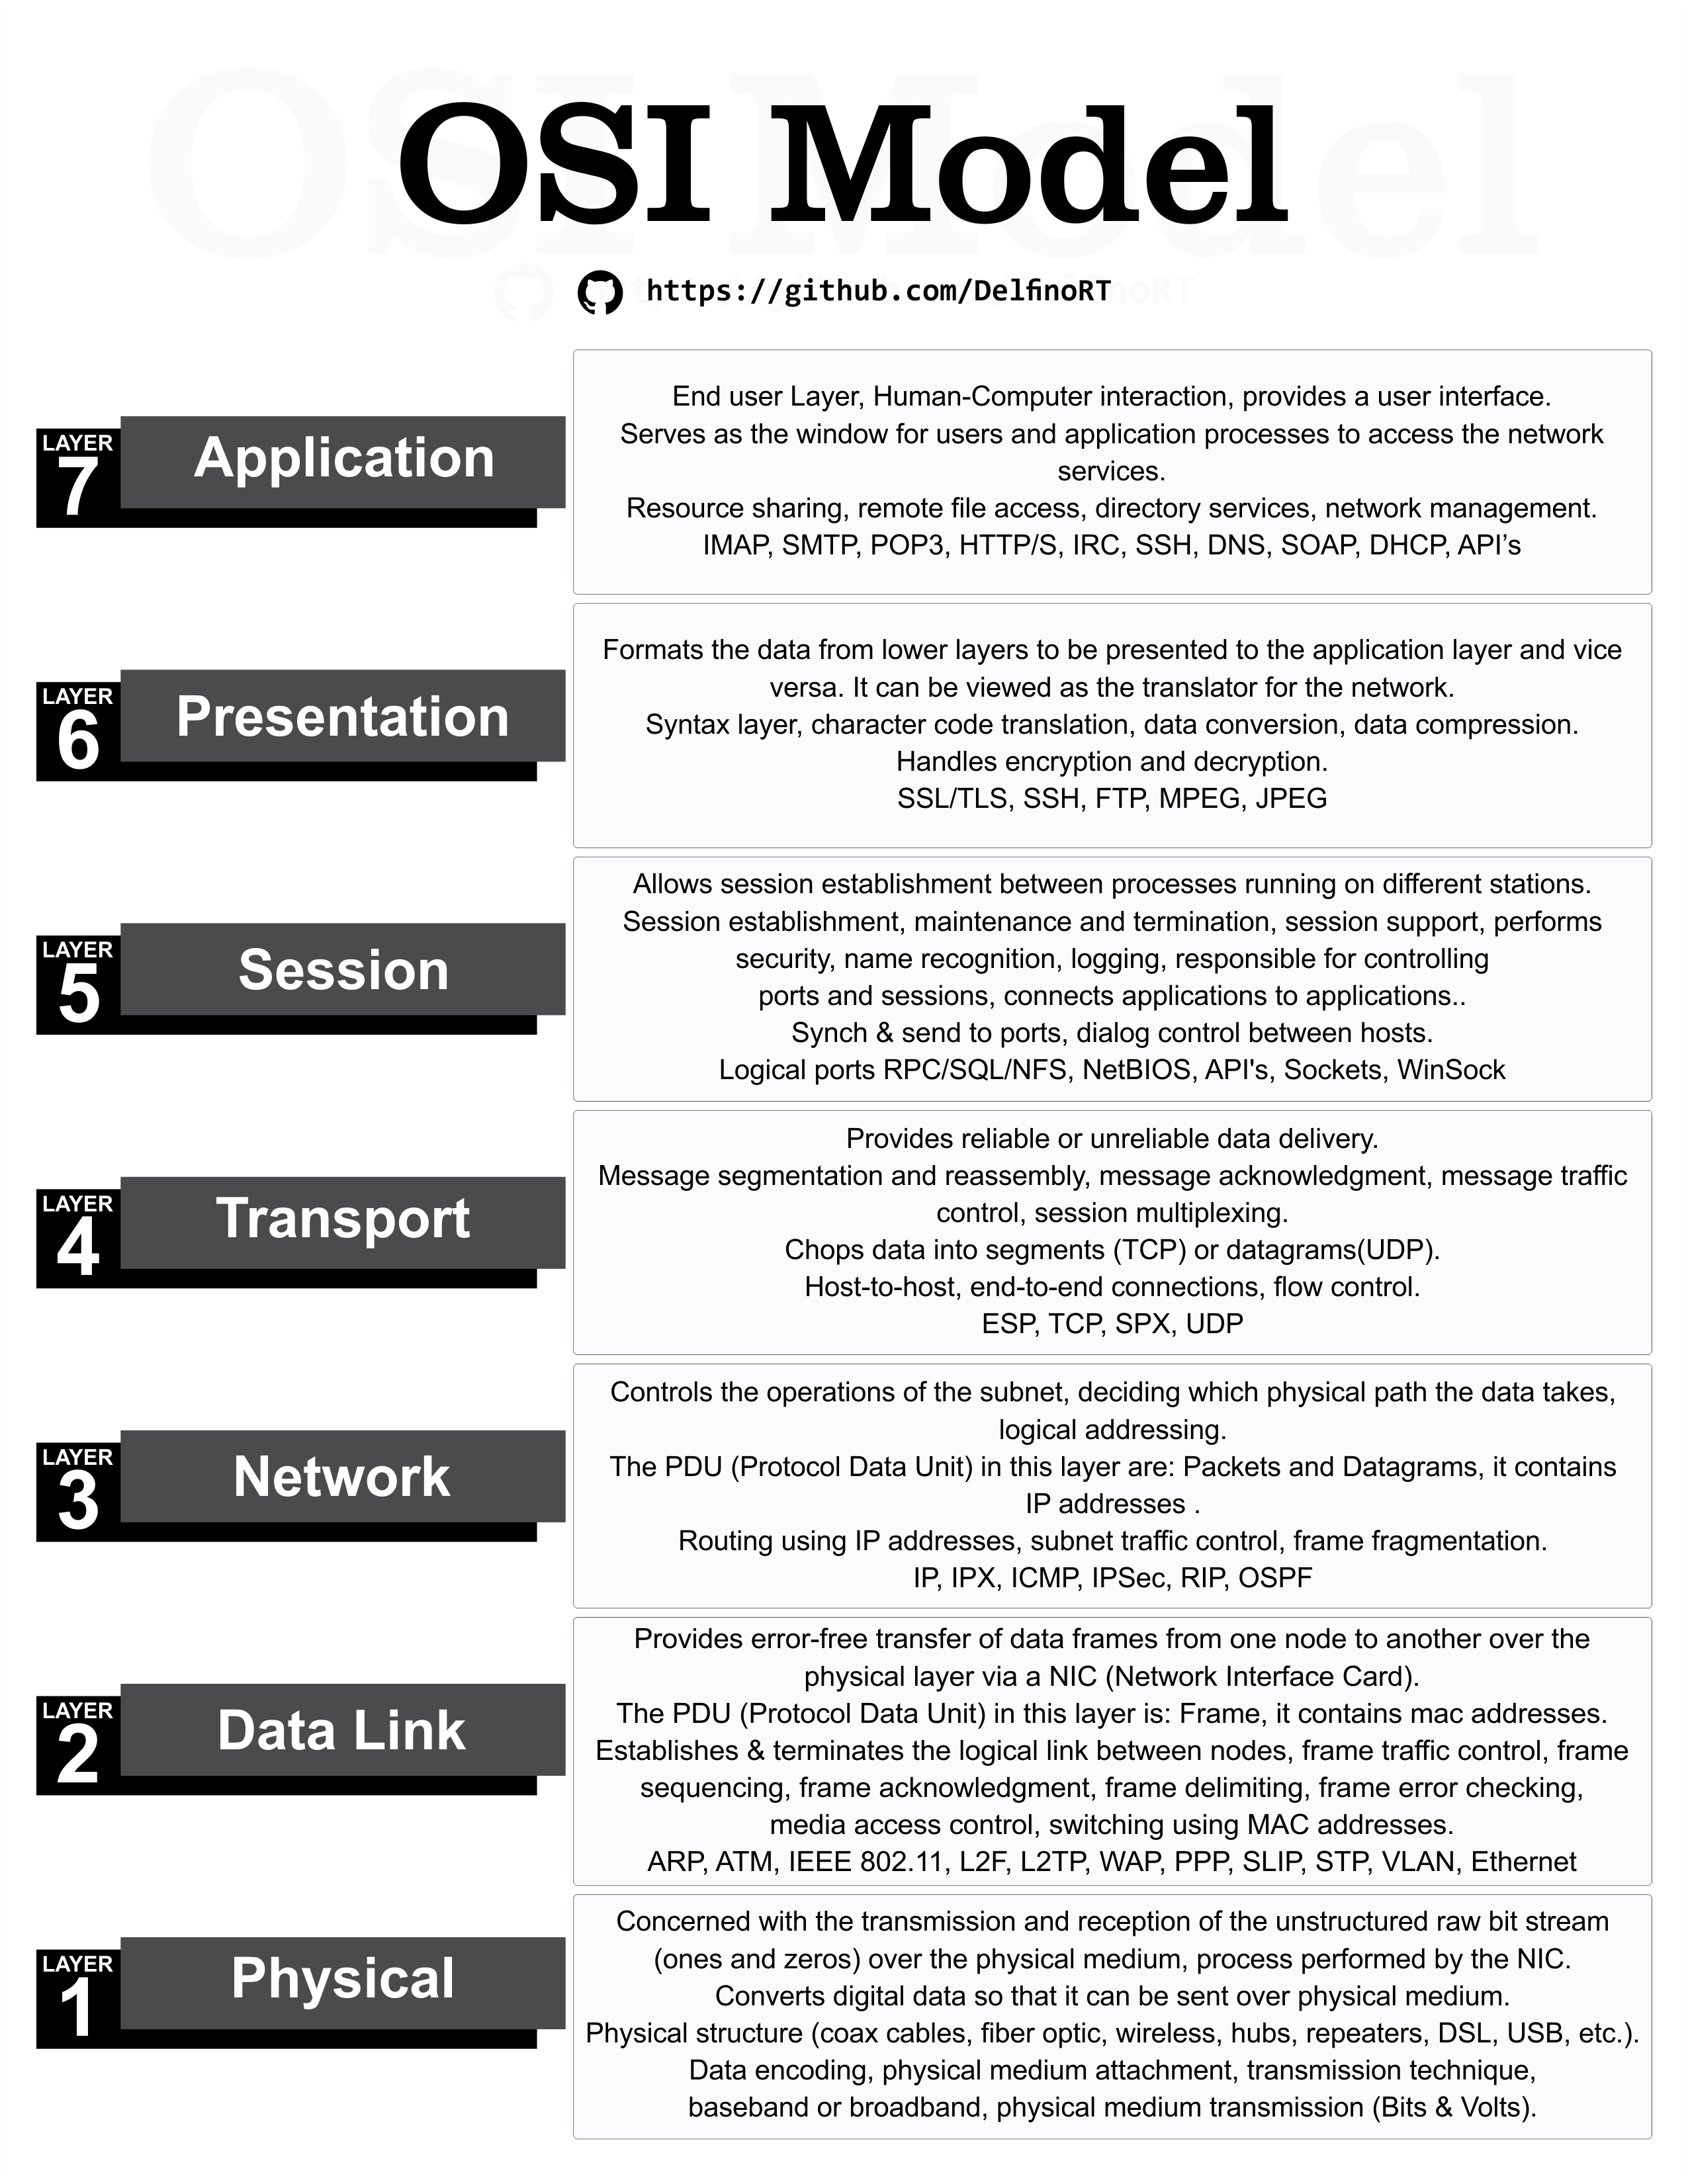 OSI Model
https://github.com/DelfinoRT
LAYER
7
Application
End user Layer, Human-Computer interaction, provides a user interface.
Serves as the window for users and application processes to access the network
services.
Resource sharing, remote file access, directory services, network management.
IMAP, SMTP, POP3, HTTP/S, IRC, SSH, DNS, SOAP, DHCP, API’s
LAYER
6
Presentation
Formats the data from lower layers to be presented to the application layer and vice
versa. It can be viewed as the translator for the network.
Syntax layer, character code translation, data conversion, data compression.
Handles encryption and decryption.
SSL/TLS, SSH, FTP, MPEG, JPEG
LAYER
5
Session
Allows session establishment between processes running on different stations.
Session establishment, maintenance and termination, session support, performs
security, name recognition, logging, responsible for controlling
ports and sessions, connects applications to applications..
Synch & send to ports, dialog control between hosts.
Logical ports RPC/SQL/NFS, NetBIOS, API's, Sockets, WinSock
LAYER
4
Transport
Provides reliable or unreliable data delivery.
Message segmentation and reassembly, message acknowledgment, message traffic
control, session multiplexing.
Chops data into segments (TCP) or datagrams(UDP).
Host-to-host, end-to-end connections, flow control.
ESP, TCP, SPX, UDP
LAYER
3
Network
Controls the operations of the subnet, deciding which physical path the data takes,
logical addressing.
The PDU (Protocol Data Unit) in this layer are: Packets and Datagrams, it contains
IP addresses .
Routing using IP addresses, subnet traffic control, frame fragmentation.
IP, IPX, ICMP, IPSec, RIP, OSPF
LAYER
2
Data Link
Provides error-free transfer of data frames from one node to another over the
physical layer via a NIC (Network Interface Card).
The PDU (Protocol Data Unit) in this layer is: Frame, it contains mac addresses.
Establishes & terminates the logical link between nodes, frame traffic control, frame
sequencing, frame acknowledgment, frame delimiting, frame error checking,
media access control, switching using MAC addresses.
ARP, ATM, IEEE 802.11, L2F, L2TP, WAP, PPP, SLIP, STP, VLAN, Ethernet
LAYER
1
Physical
Concerned with the transmission and reception of the unstructured raw bit stream
(ones and zeros) over the physical medium, process performed by the NIC.
Converts digital data so that it can be sent over physical medium.
Physical structure (coax cables, fiber optic, wireless, hubs, repeaters, DSL, USB, etc.).
Data encoding, physical medium attachment, transmission technique,
baseband or broadband, physical medium transmission (Bits & Volts).